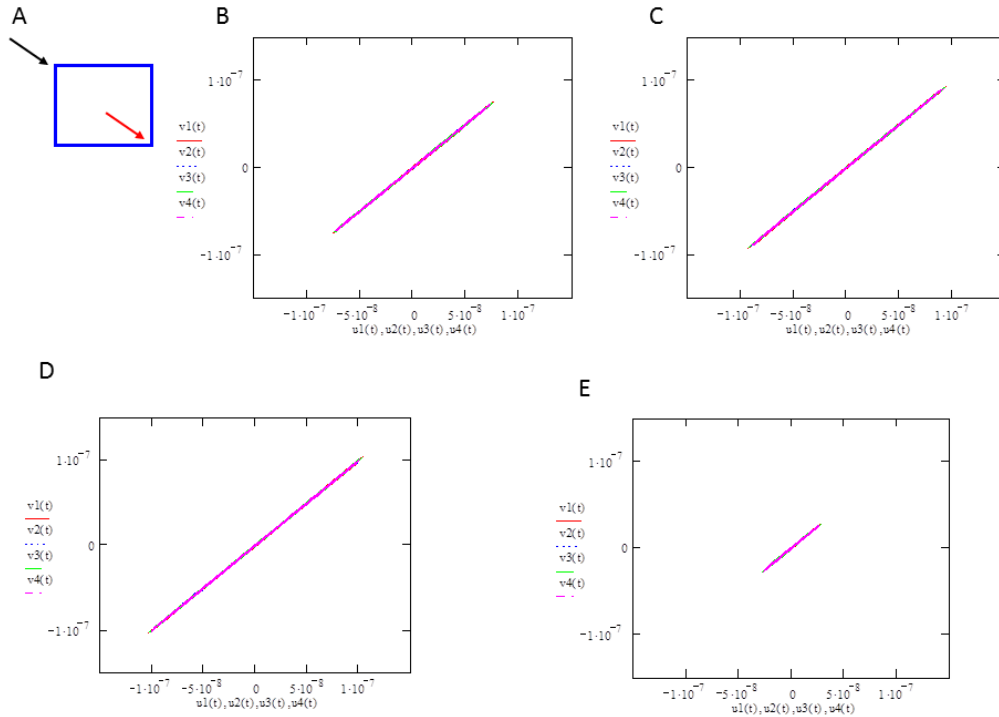 A
B
1·10⁻⁷
0
−1·10⁻⁷
v1(t)
v2(t)
v3(t)
v4(t)
−1·10⁻⁷ −5·10⁻⁸ 0 5·10⁻⁸ 1·10⁻⁷
u1(t),u2(t),u3(t),u4(t)
C
1·10⁻⁷
0
−1·10⁻⁷
v1(t)
v2(t)
v3(t)
v4(t)
−1·10⁻⁷ −5·10⁻⁸ 0 5·10⁻⁸ 1·10⁻⁷
u1(t),u2(t),u3(t),u4(t)
D
1·10⁻⁷
0
−1·10⁻⁷
v1(t)
v2(t)
v3(t)
v4(t)
−1·10⁻⁷ −5·10⁻⁸ 0 5·10⁻⁸ 1·10⁻⁷
u1(t),u2(t),u3(t),u4(t)
E
1·10⁻⁷
0
−1·10⁻⁷
v1(t)
v2(t)
v3(t)
v4(t)
−1·10⁻⁷ −5·10⁻⁸ 0 5·10⁻⁸ 1·10⁻⁷
u1(t),u2(t),u3(t),u4(t)